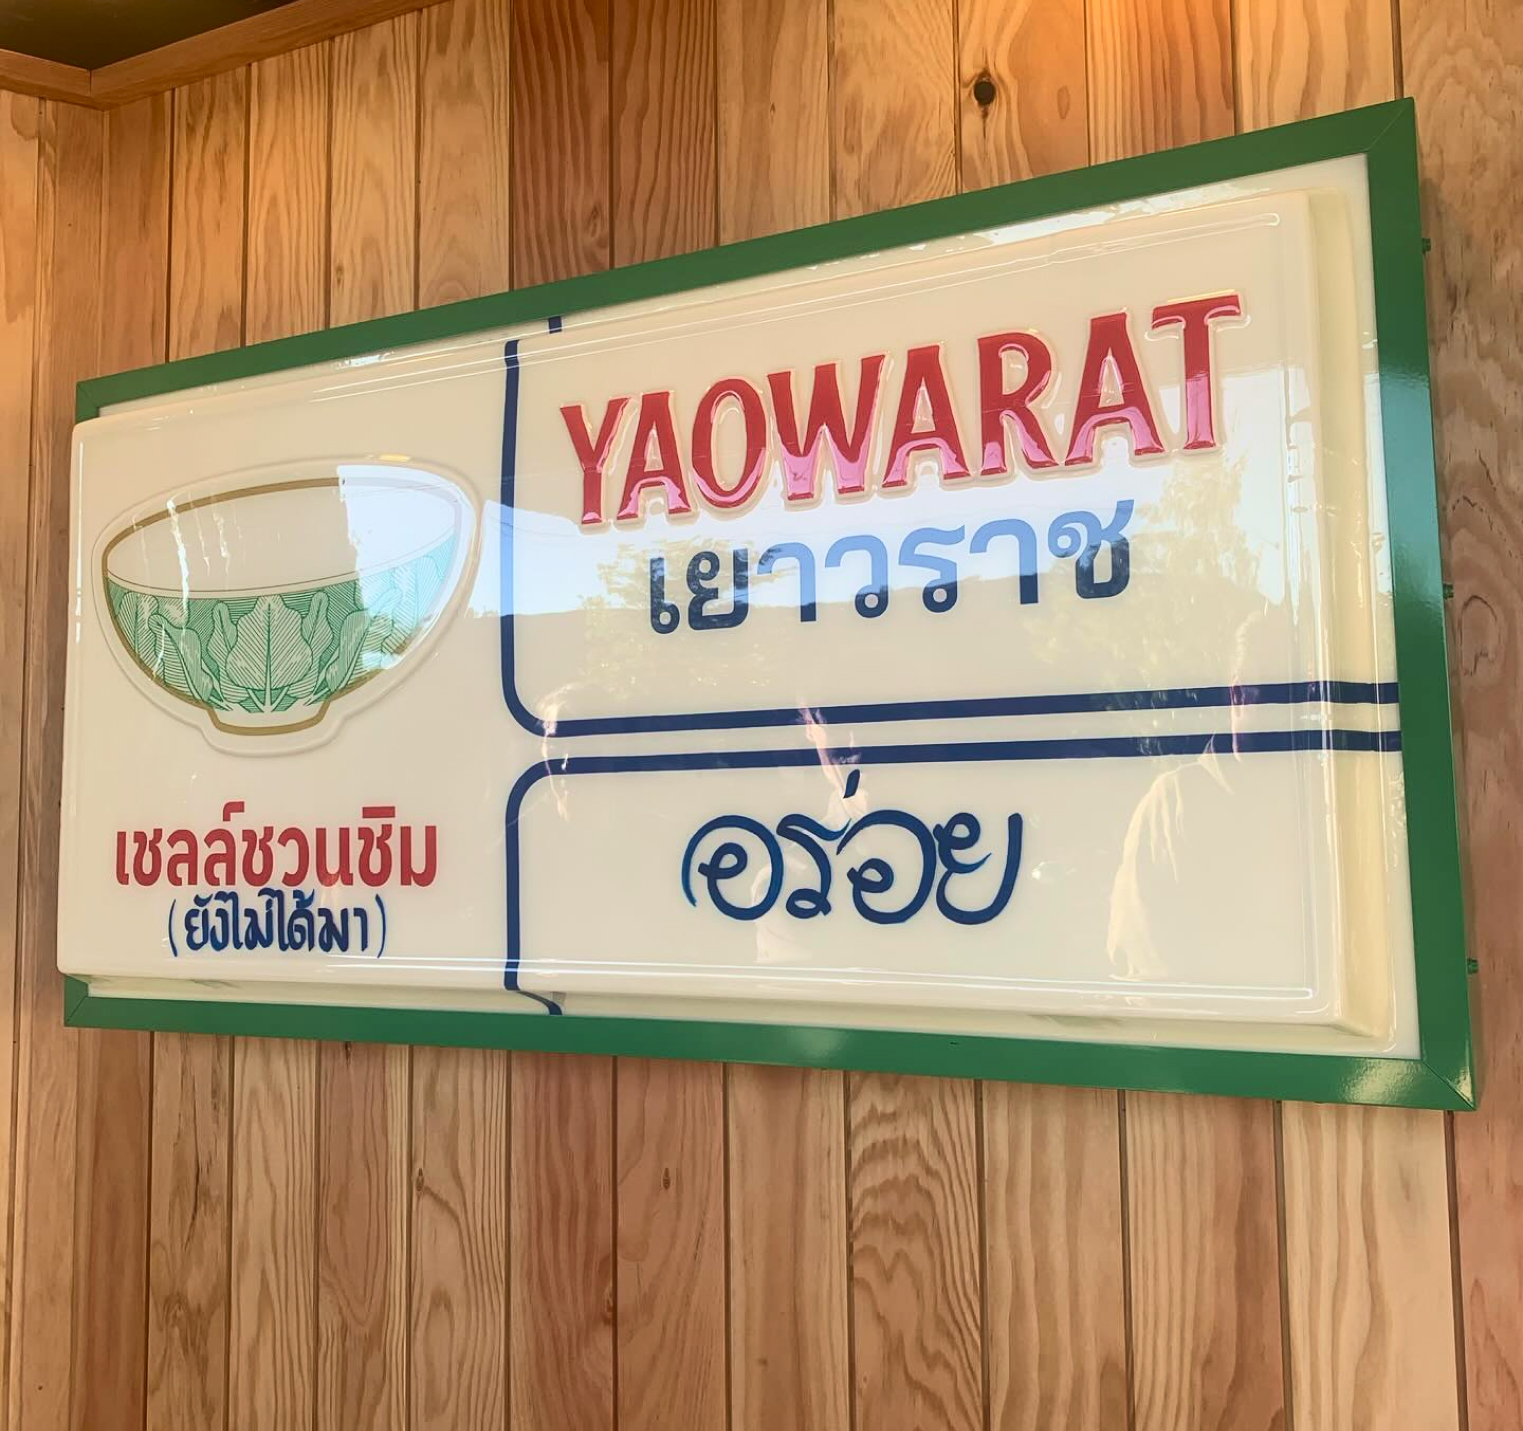 YAOWARAT
เยาวราช
เชลล์ชวนชิม
(ยังไม่ได้มา)
อร่อย